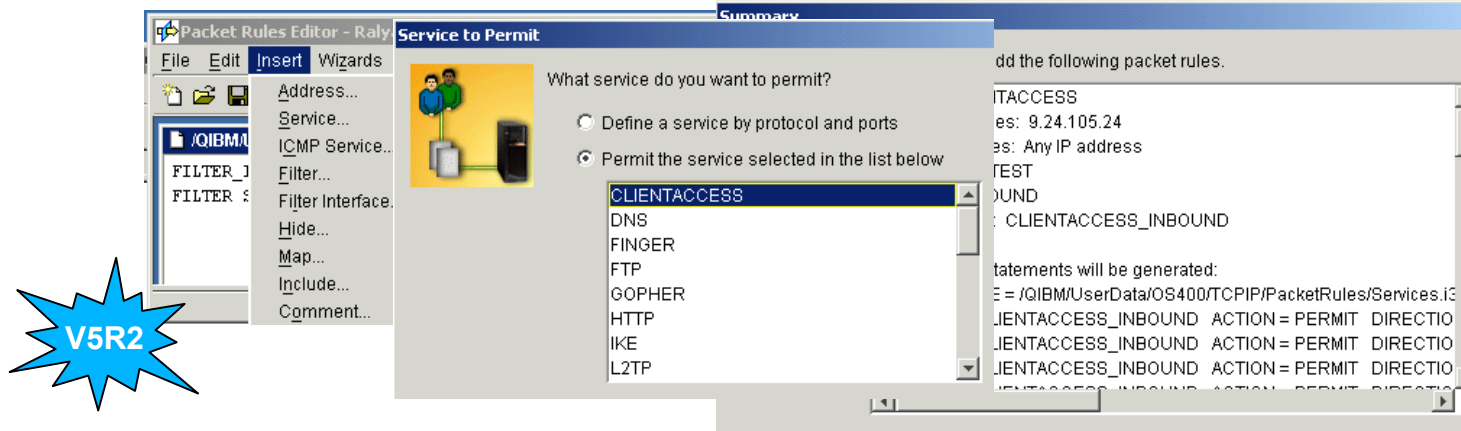 Packet Rules Editor - Raly
File Edit Insert Wizards
/QIBM/
FILTER
FILTER
Address...
Service...
ICMP Service...
Filter...
Filter Interface.
Hide...
Map...
Include...
Comment...
V5R2
Service to Permit
What service do you want to permit?
Define a service by protocol and ports
Permit the service selected in the list below
CLIENTACCESS
DNS
FINGER
FTP
GOPHER
HTTP
IKE
L2TP
Summary
dd the following packet rules.
ITACCESS
es: 9.24.105.24
es: Any IP address
TEST
OUND
: CLIENTACCESS_INBOUND
tatements will be generated:
E = /QIBM/UserData/OS400/TCPIP/PacketRules/Services.i3
LIENTACCESS_INBOUND ACTION = PERMIT DIRECTIO
LIENTACCESS_INBOUND ACTION = PERMIT DIRECTIO
LIENTACCESS_INBOUND ACTION = PERMIT DIRECTIO